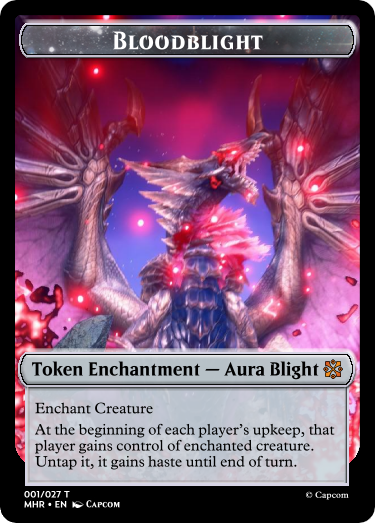 Bloodblight
Token Enchantment — Aura Blight
Enchant Creature
At the beginning of each player's upkeep, that
player gains control of enchanted creature.
Untap it, it gains haste until end of turn.
001/027 T
MHR • EN Capcom
© Capcom